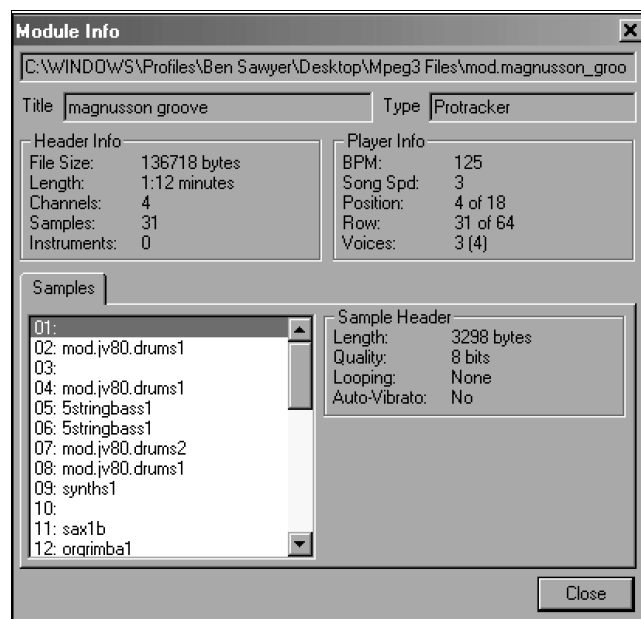 Module Info
C:\WINDOWS\Profiles\Ben Sawyer\Desktop\Mpeg3 Files\mod.magnusson_groo
Title magnusson groove Type Protracker
Header Info
File Size: 136718 bytes
Length: 1:12 minutes
Channels: 4
Samples: 31
Instruments: 0
Player Info
BPM: 125
Song Spd: 3
Position: 4 of 18
Row: 31 of 64
Voices: 3 (4)
Samples
01:
02: mod.jv80.drums1
03:
04: mod.jv80.drums1
05: 5stringbass1
06: 5stringbass1
07: mod.jv80.drums2
08: mod.jv80.drums1
09: synths1
10:
11: sax1b
12: orgrimba1
Sample Header
Length: 3298 bytes
Quality: 8 bits
Looping: None
Auto-Vibrato: No
Close